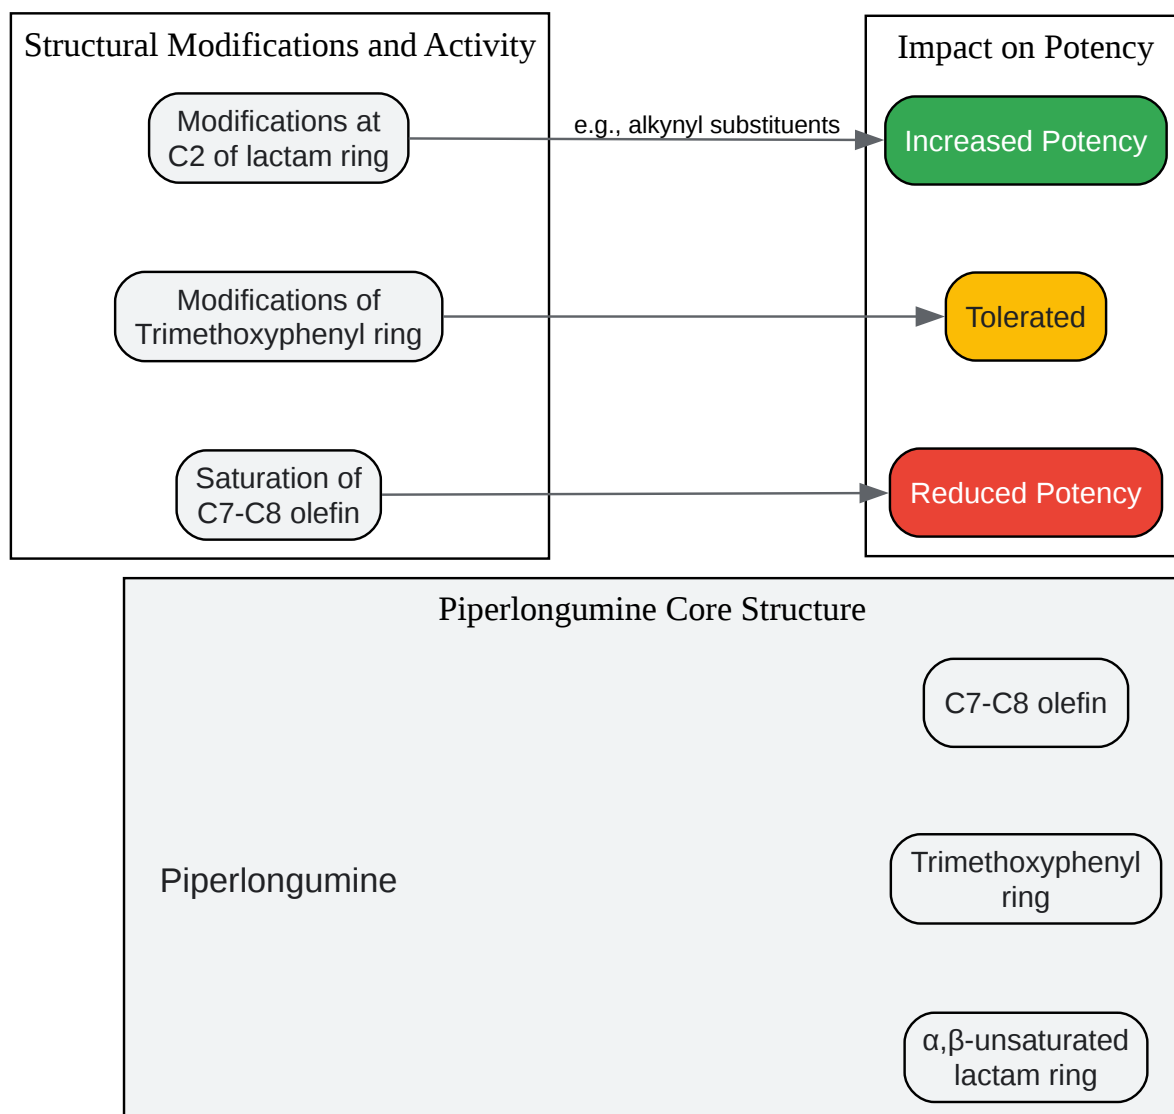 Structural Modifications and Activity
Modifications at
C2 of lactam ring
Modifications of
Trimethoxyphenyl ring
Saturation of
C7-C8 olefin
e.g., alkynyl substituents
Impact on Potency
Increased Potency
Tolerated
Reduced Potency
Piperlongumine Core Structure
Piperlongumine
C7-C8 olefin
Trimethoxyphenyl
ring
α,β-unsaturated
lactam ring